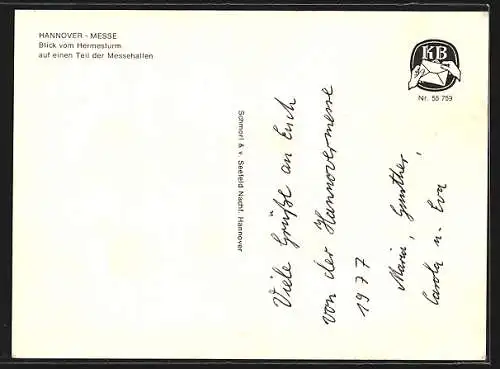 HANNOVER - MESSE
Blick vom Hermesturm
auf einen Teil der Messehallen
KB
Nr. 55 759
Schmorl & v. Seefeld Nachf. Hannover
Viele Grüße an Euch
von der Hannovermesse
1977
Maria, Günther,
Carola u. Eva